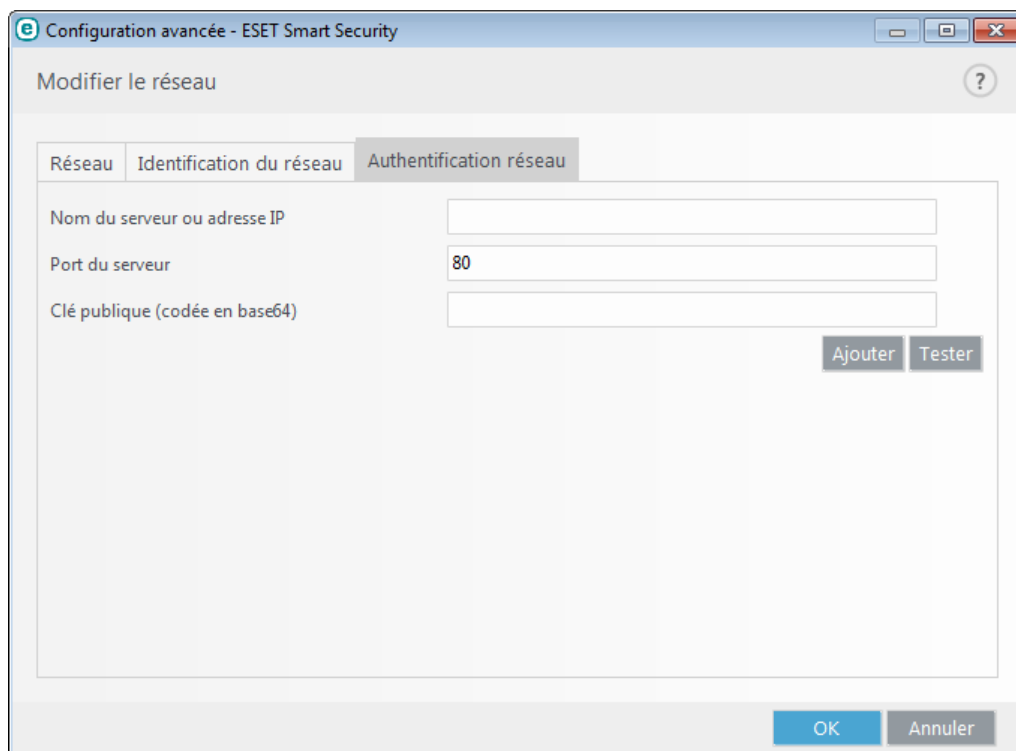 Configuration avancée - ESET Smart Security
Modifier le réseau
?
Réseau
Identification du réseau
Authentification réseau
Nom du serveur ou adresse IP
Port du serveur
80
Clé publique (codée en base64)
Ajouter
Tester
OK
Annuler